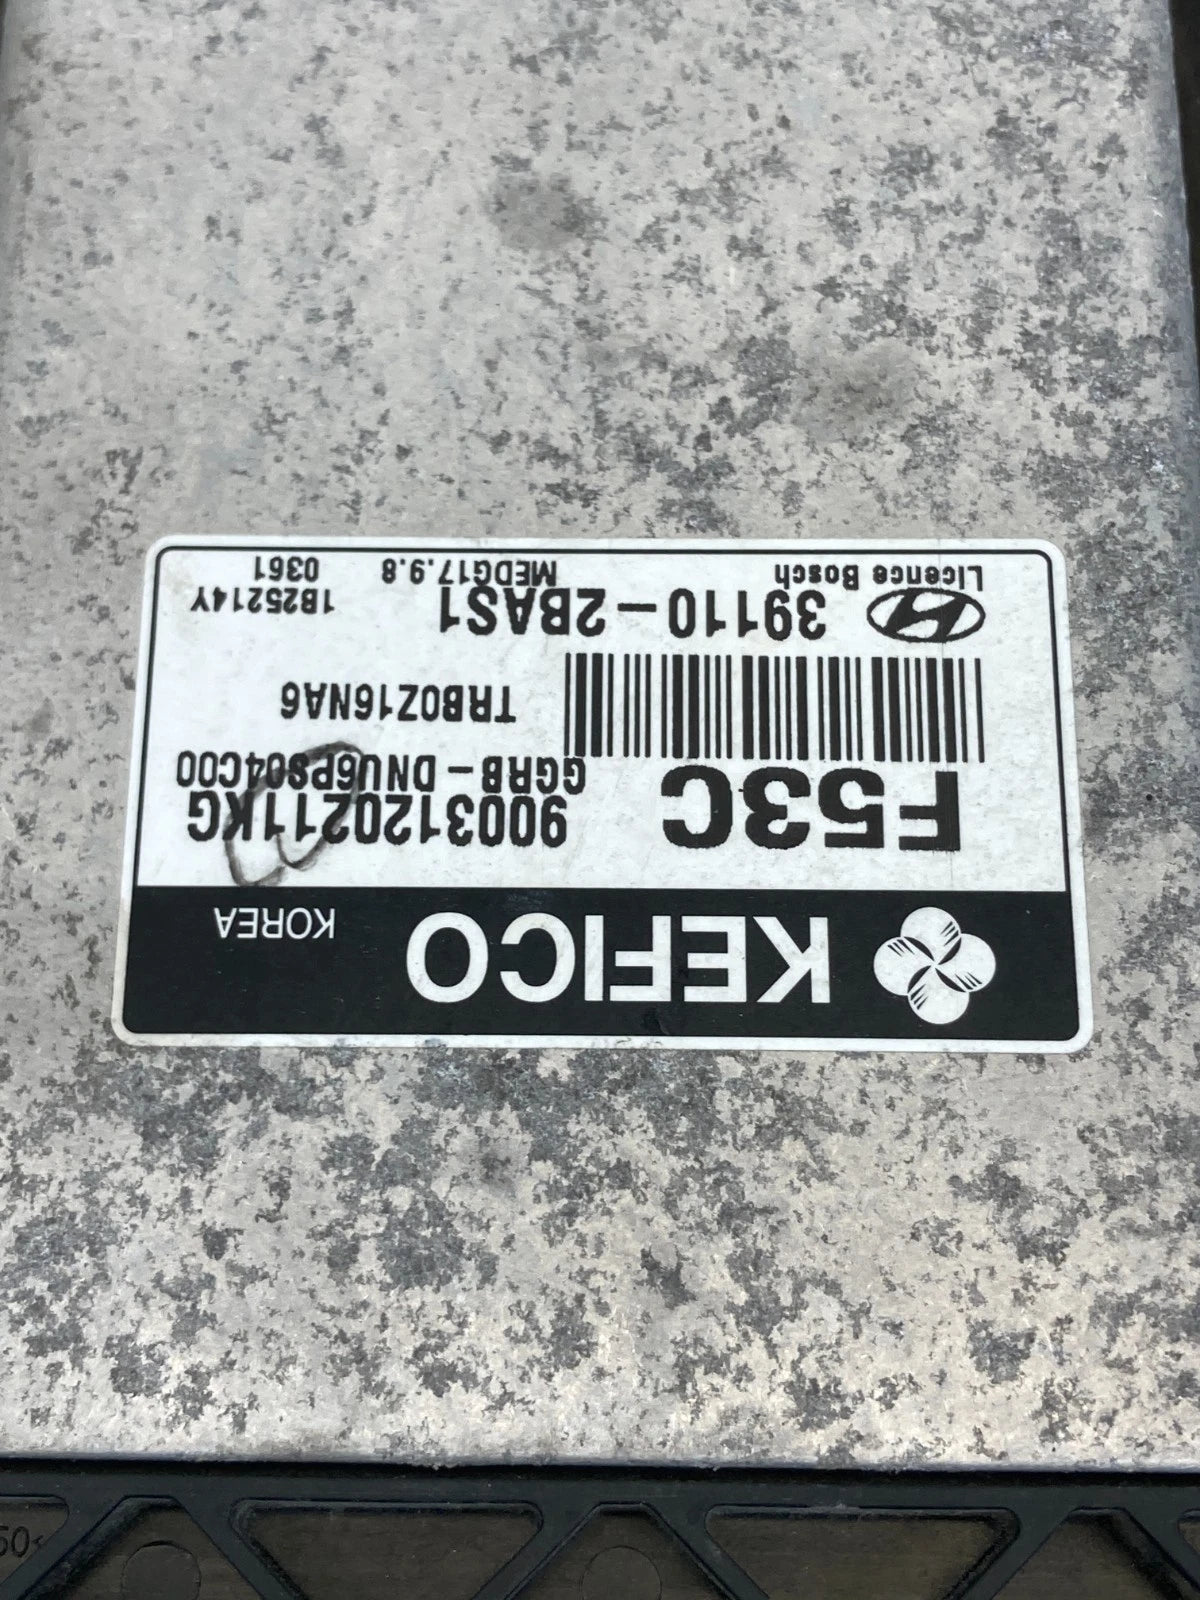 KEFICO KOREA
F53C
9003120211KG
GGRB-DNU6PS04C00
TRB0Z16NA6
39110-2BAS1
1B25214Y
Licence Bosch MEDG17.9.8 0361